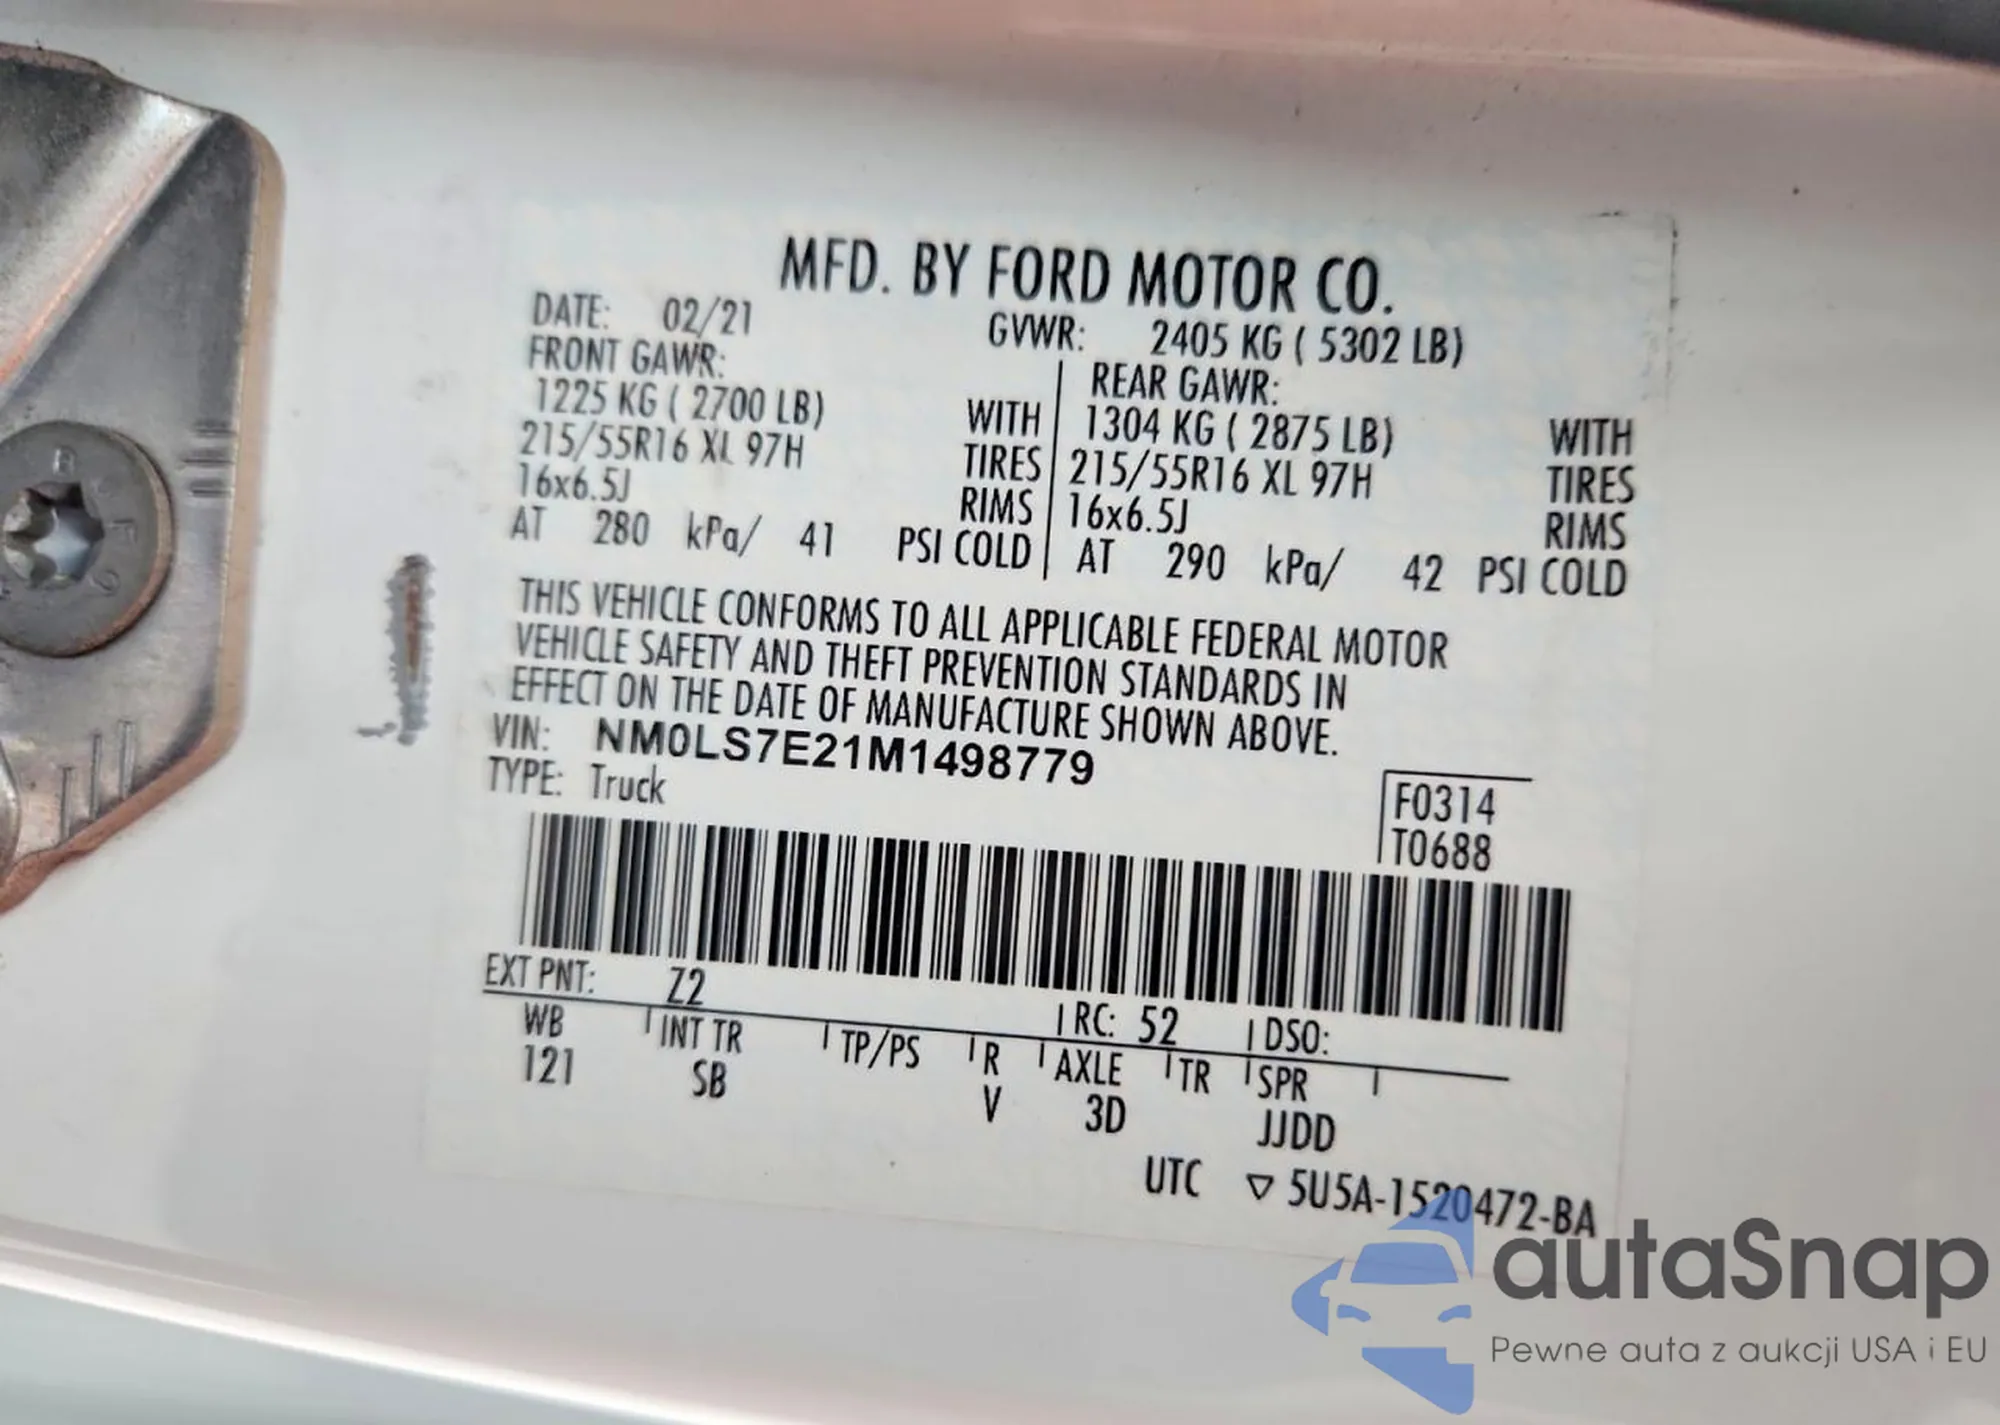 MFD. BY FORD MOTOR CO.
DATE: 02/21 GVWR: 2405 KG ( 5302 LB)
FRONT GAWR: REAR GAWR:
1225 KG ( 2700 LB) WITH 1304 KG ( 2875 LB) WITH
215/55R16 XL 97H TIRES 215/55R16 XL 97H TIRES
16x6.5J RIMS 16x6.5J RIMS
AT 280 kPa/ 41 PSI COLD AT 290 kPa/ 42 PSI COLD
THIS VEHICLE CONFORMS TO ALL APPLICABLE FEDERAL MOTOR
VEHICLE SAFETY AND THEFT PREVENTION STANDARDS IN
EFFECT ON THE DATE OF MANUFACTURE SHOWN ABOVE.
VIN: NM0LS7E21M1498779
TYPE: Truck
F0314
T0688
EXT PNT: Z2 RC: 52 DSO:
WB INT TR TP/PS R AXLE TR SPR
121 SB V 3D JJDD
UTC ▽ 5U5A-1520472-BA
autaSnap
Pewne auta z aukcji USA i EU